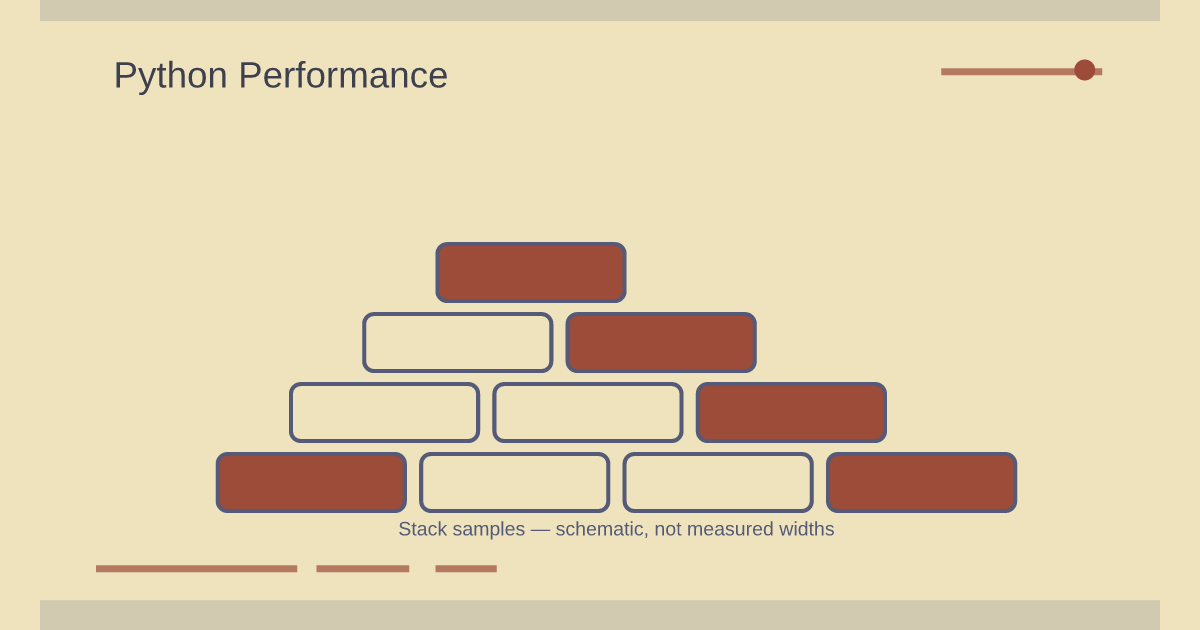 Python Performance
Stack samples — schematic, not measured widths